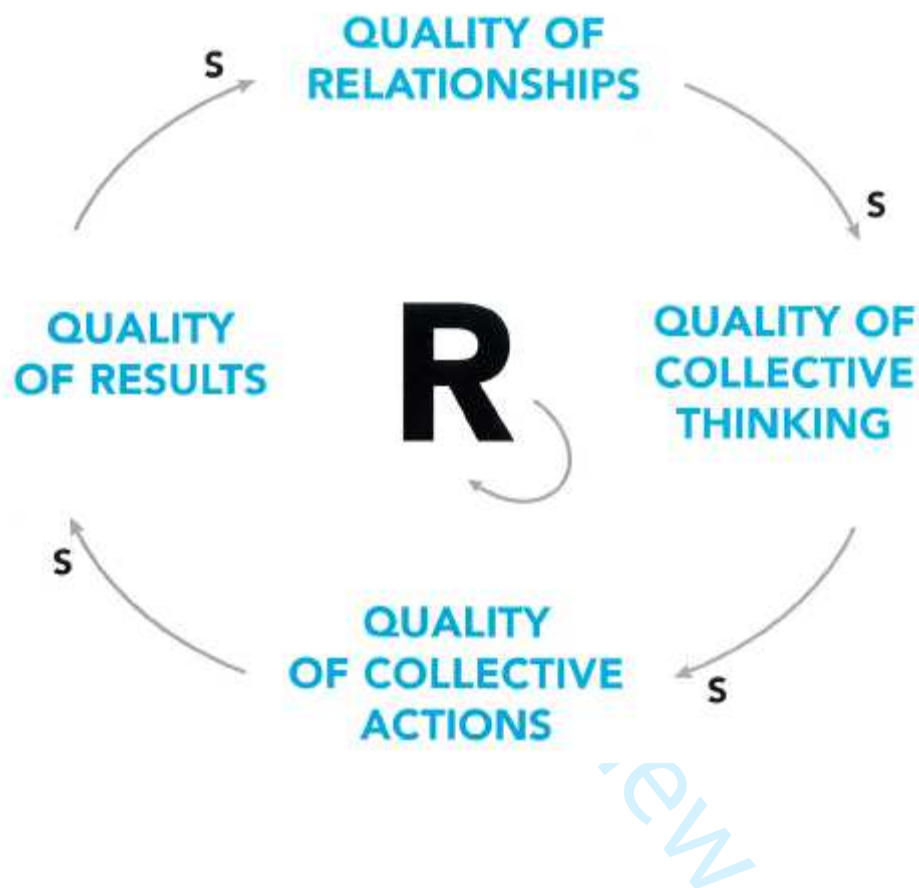 QUALITY OF
RELATIONSHIPS
S
S
QUALITY
OF RESULTS
R
QUALITY OF
COLLECTIVE
THINKING
S
S
QUALITY
OF COLLECTIVE
ACTIONS